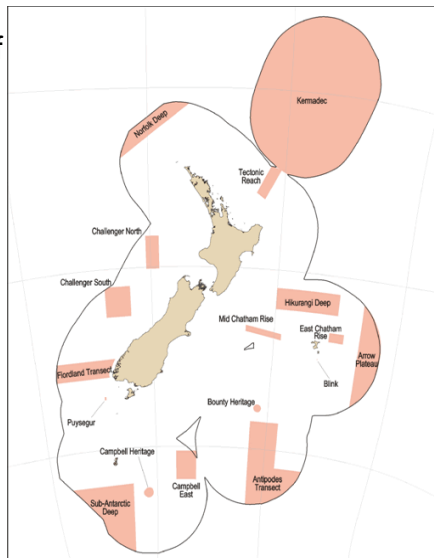 Kermadec
Norfolk Deep
Tectonic
Reach
Challenger North
Challenger South
Hikurangi Deep
Mid Chatham Rise
East Chatham
Rise
Arrow
Plateau
Fiordland Transect
Blink
Puysegur
Bounty Heritage
Campbell Heritage
Campbell
East
Antipodes
Transect
Sub-Antarctic
Deep